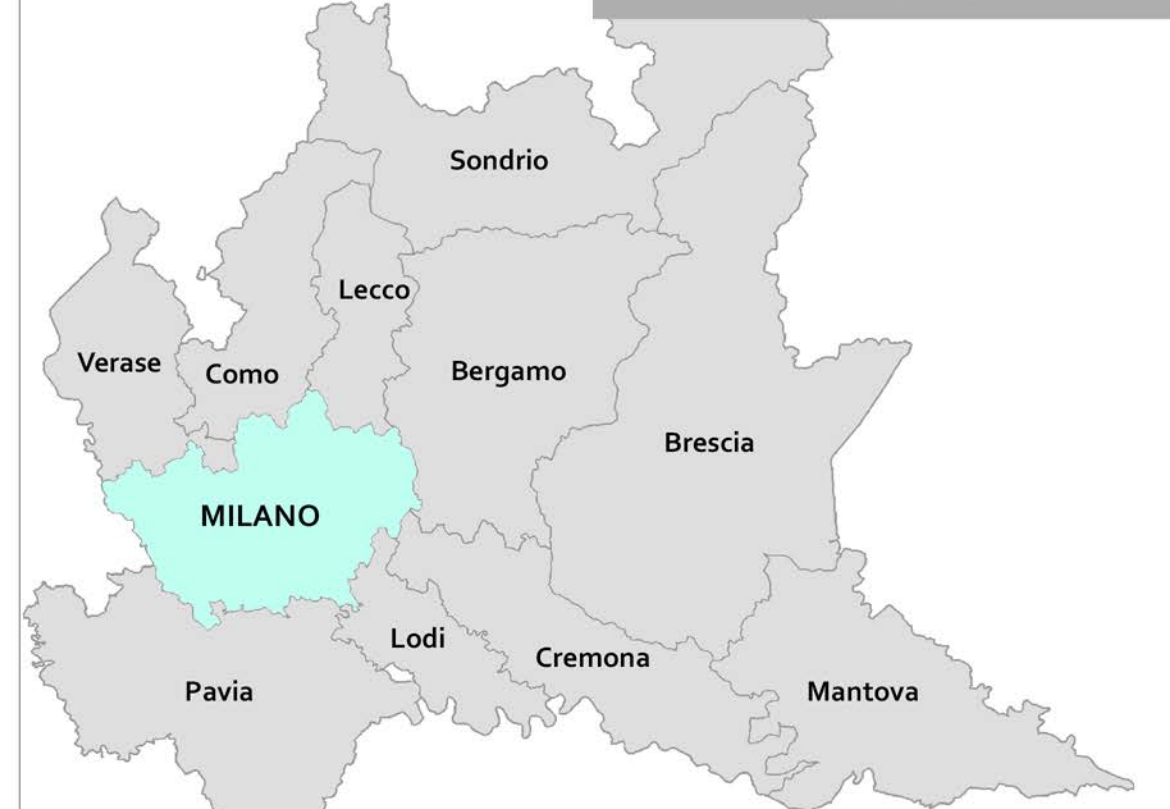 Sondrio
Lecco
Verase
Como
Bergamo
Brescia
MILANO
Lodi
Cremona
Pavia
Mantova